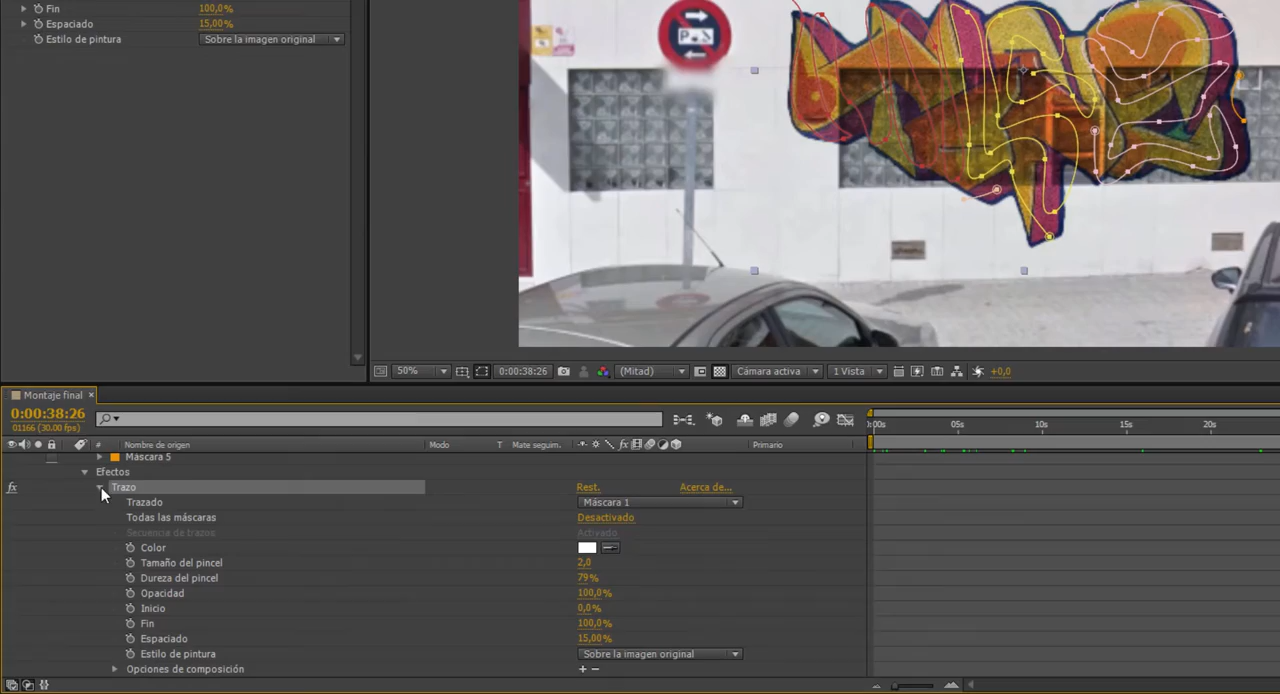 Fin 100,0%
Espaciado 15,00%
Estilo de pintura Sobre la imagen original
50% 0:00:38:26 (Mitad) Cámara activa 1 Vista +0,0
Montaje final ×
0:00:38:26
01166 (30.00 fps)
0s 05s 10s 15s 20s
# Nombre de origen Modo T Mate seguim. fx Primario
Máscara 5
Efectos
fx Trazo Rest. Acerca de...
Trazado Máscara 1
Todas las máscaras Desactivado
Secuencia de trazos Activado
Color
Tamaño del pincel 2,0
Dureza del pincel 79%
Opacidad 100,0%
Inicio 0,0%
Fin 100,0%
Espaciado 15,00%
Estilo de pintura Sobre la imagen original
Opciones de composición + −